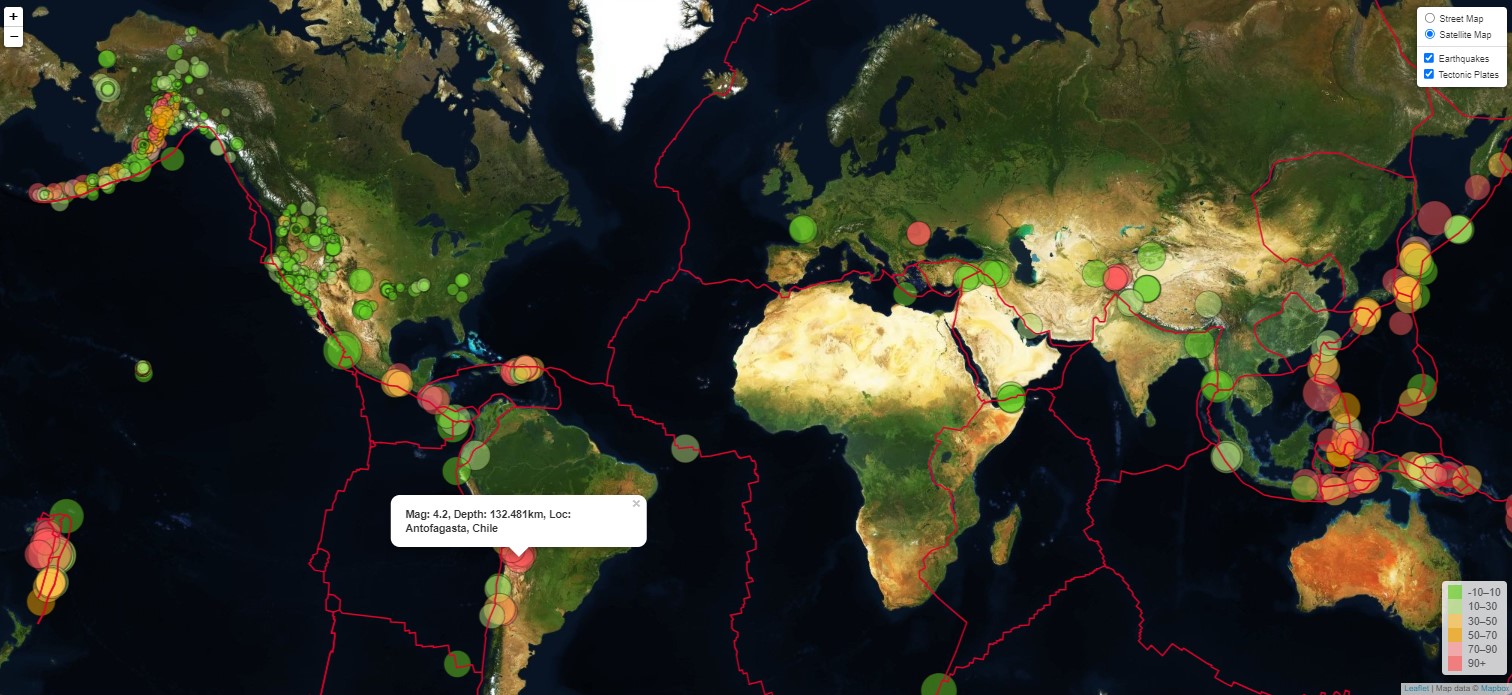 +
−
Street Map
Satellite Map
Earthquakes
Tectonic Plates
×
Mag: 4.2, Depth: 132.481km, Loc:
Antofagasta, Chile
-10–10
10–30
30–50
50–70
70–90
90+
Leaflet | Map data © Mapbox